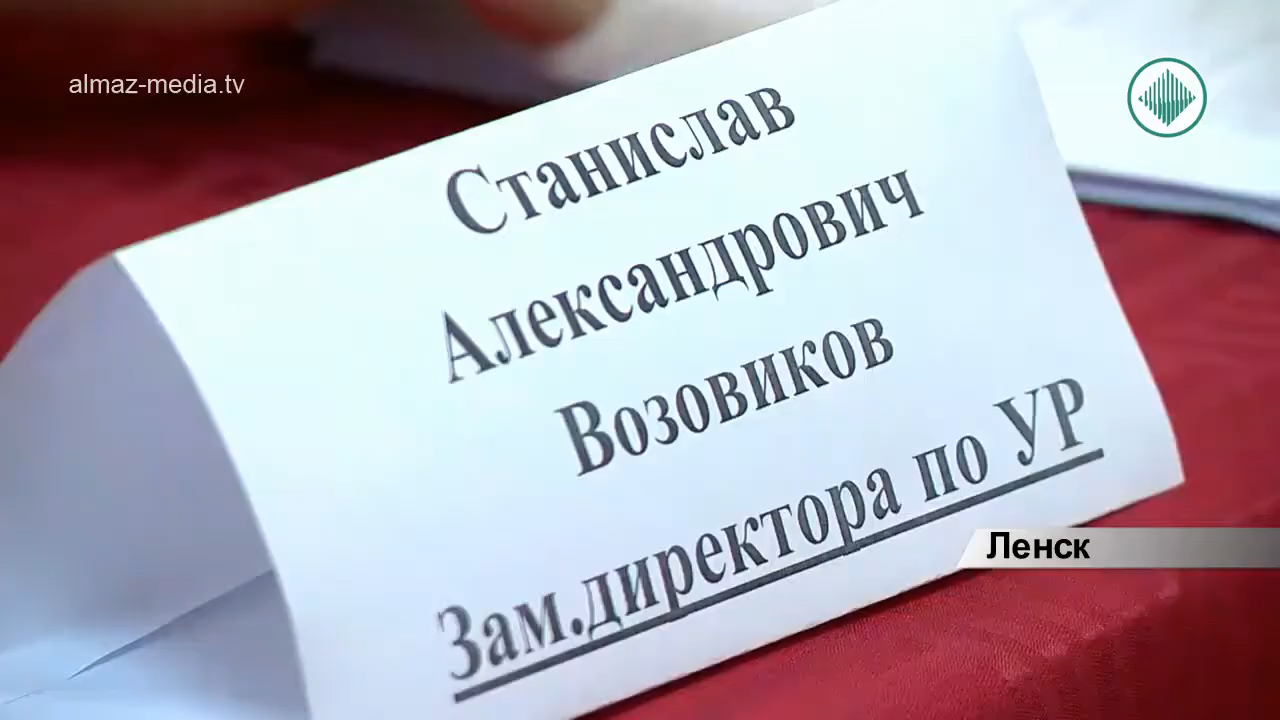 almaz-media.tv
Станислав
Александрович
Возовиков
Зам.директора по УР
Ленск